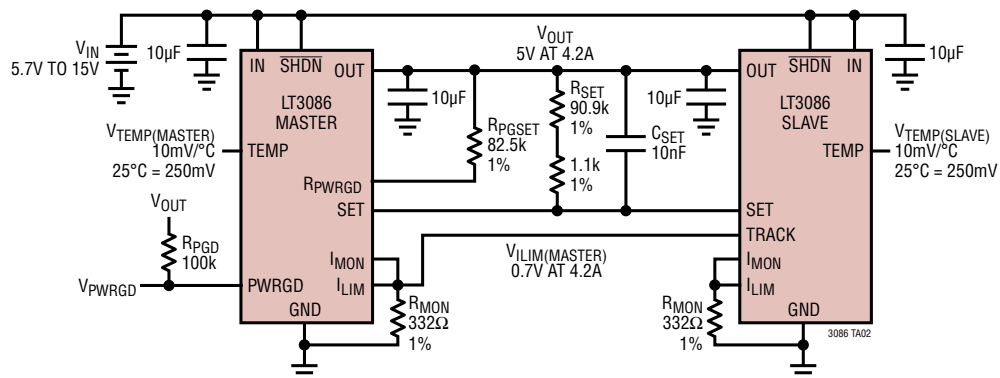 VIN
5.7V TO 15V
10µF
IN
SHDN
OUT
LT3086
MASTER
VTEMP(MASTER)
10mV/°C
25°C = 250mV
TEMP
RPWRGD
SET
VOUT
RPGD
100k
VPWRGD
PWRGD
IMON
ILIM
GND
RMON
332Ω
1%
10µF
RPGSET
82.5k
1%
VOUT
5V AT 4.2A
RSET
90.9k
1%
1.1k
1%
CSET
10nF
10µF
VILIM(MASTER)
0.7V AT 4.2A
OUT
SHDN
IN
LT3086
SLAVE
TEMP
SET
TRACK
IMON
ILIM
GND
RMON
332Ω
1%
10µF
VTEMP(SLAVE)
10mV/°C
25°C = 250mV
3086 TA02